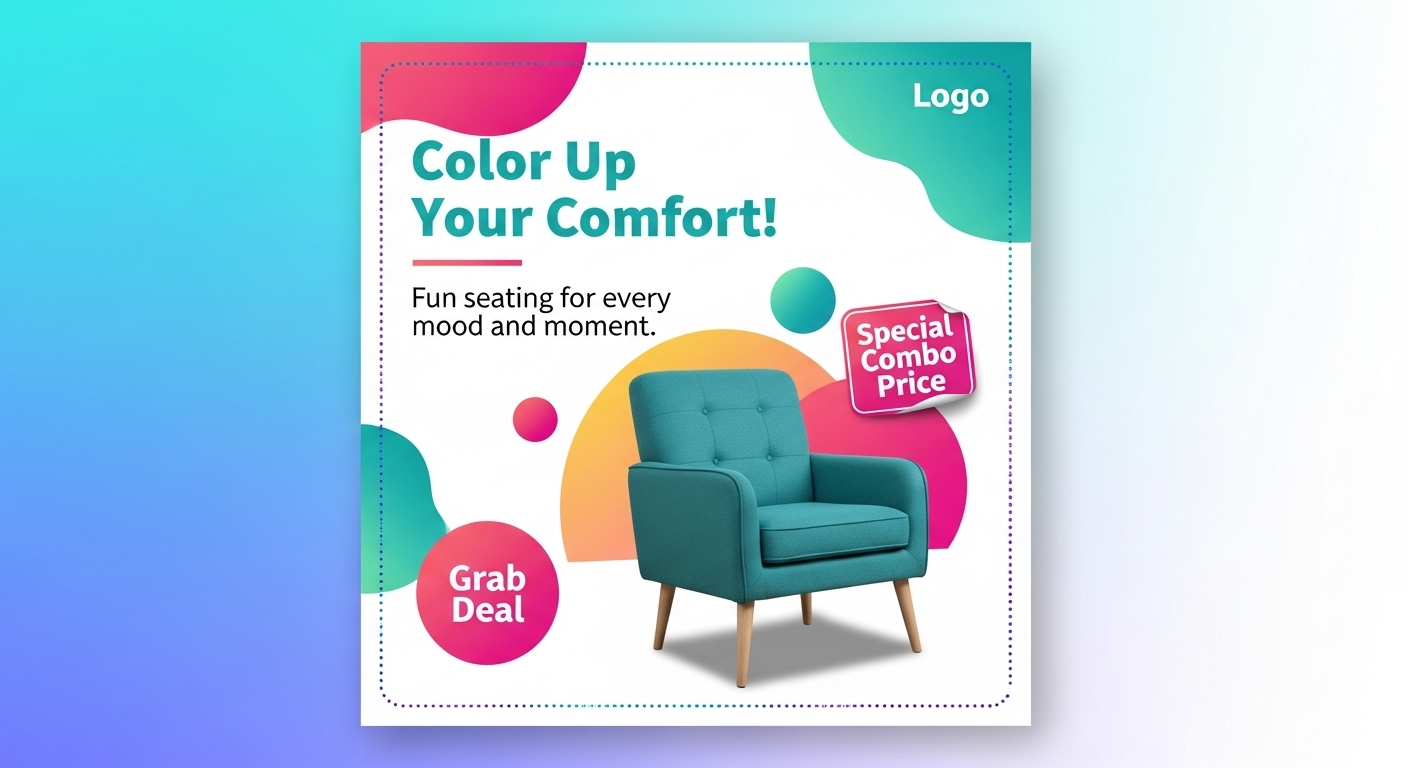 Logo
Color Up
Your Comfort!
Fun seating for every
mood and moment.
Special
Combo
Price
Grab
Deal